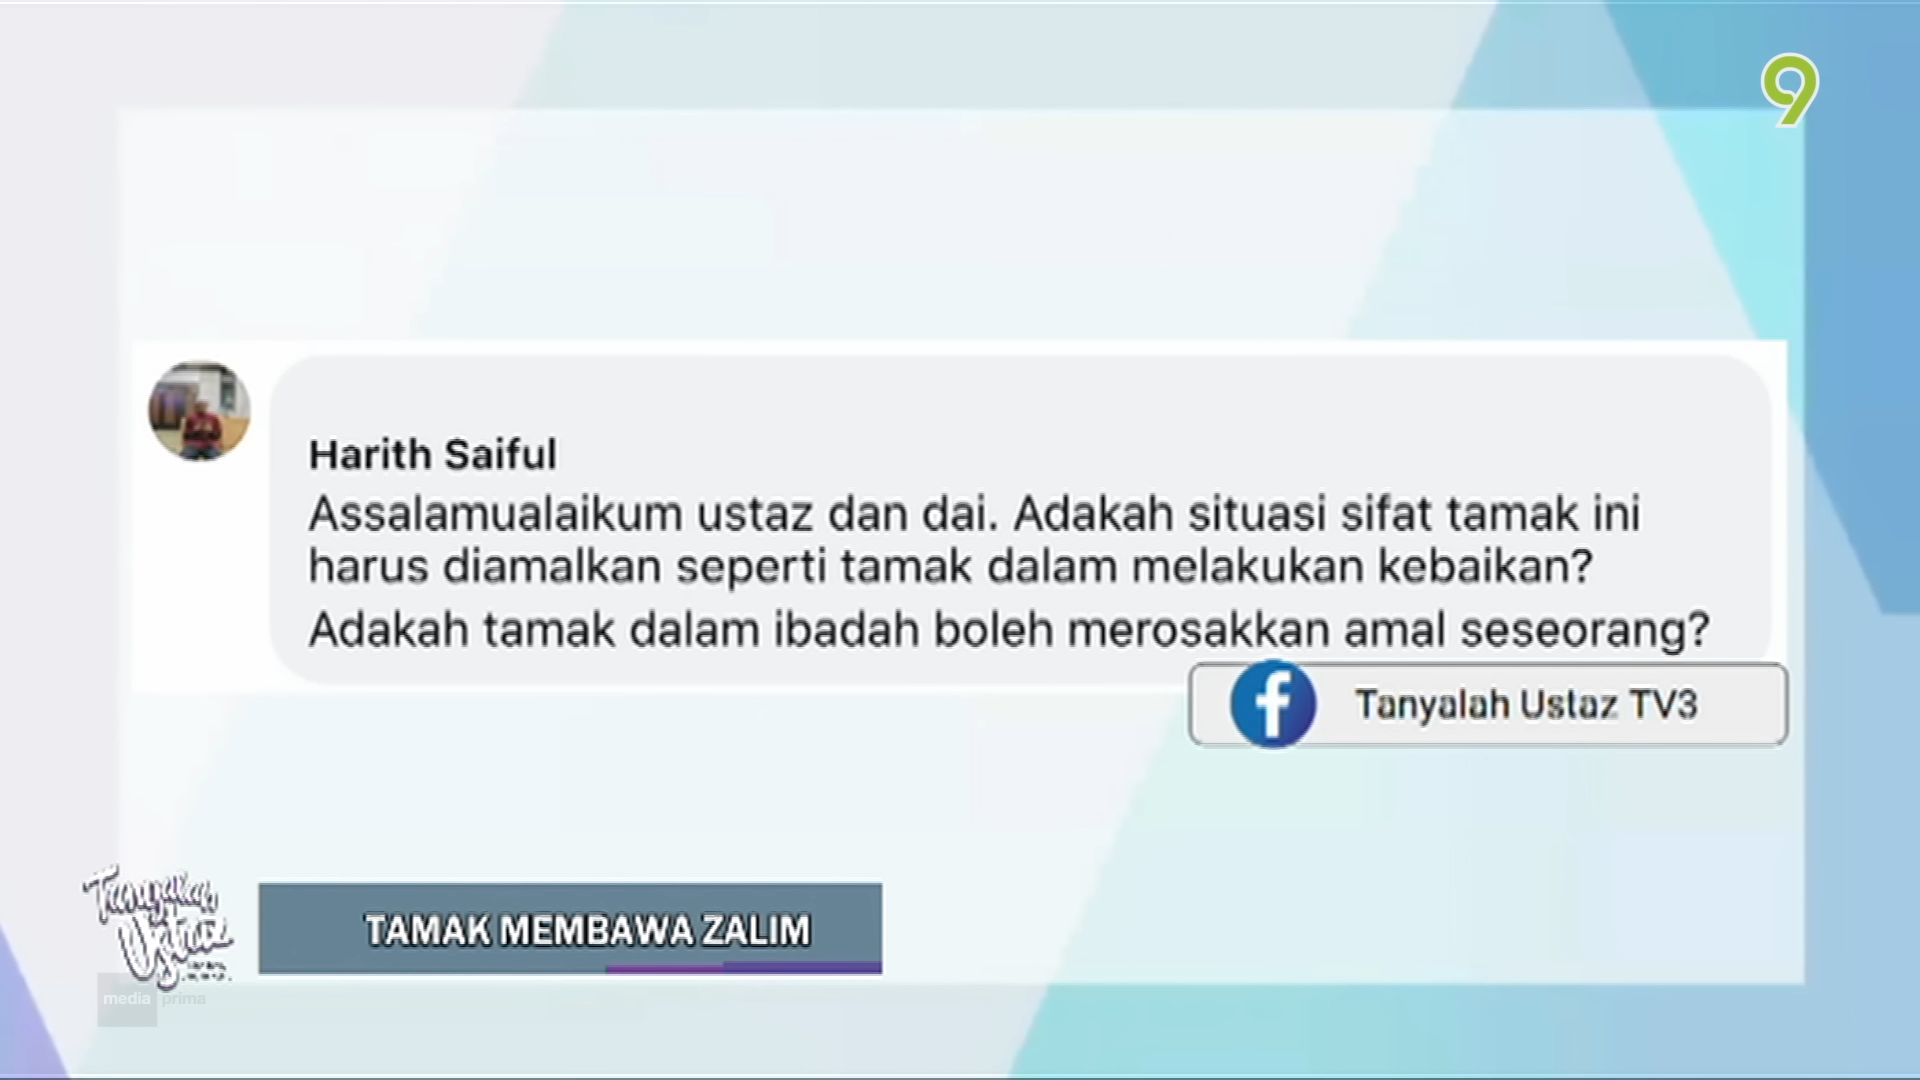 9
Harith Saiful
Assalamualaikum ustaz dan dai. Adakah situasi sifat tamak ini
harus diamalkan seperti tamak dalam melakukan kebaikan?
Adakah tamak dalam ibadah boleh merosakkan amal seseorang?
f Tanyalah Ustaz TV3
Tanyalah
Ustaz
TAMAK MEMBAWA ZALIM
media prima